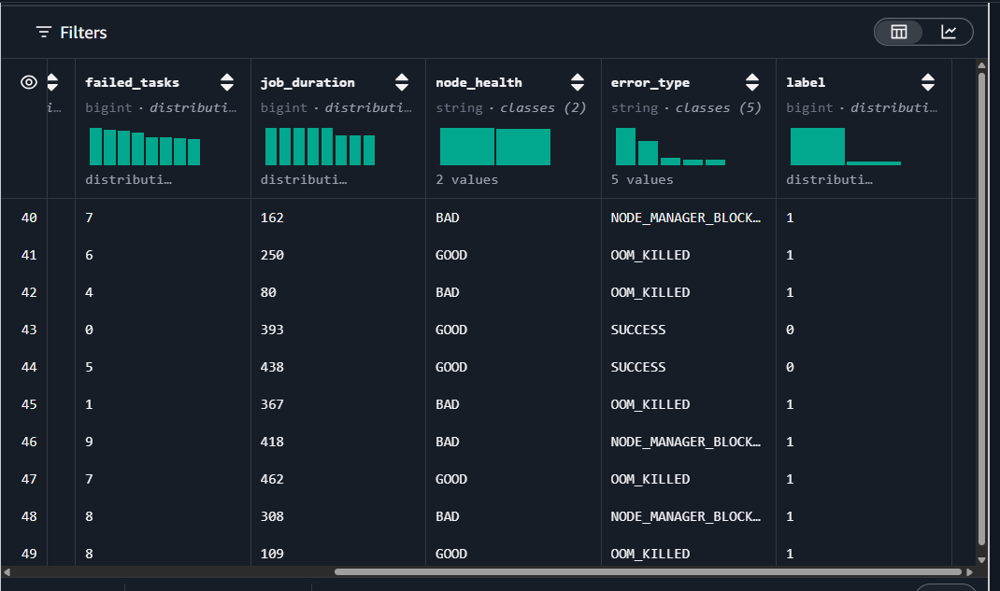 Filters
failed_tasks job_duration node_health error_type label
i… bigint · distributi… bigint · distributi… string · classes (2) string · classes (5) bigint · distributi…
distributi… distributi… 2 values 5 values distributi…
40 7 162 BAD NODE_MANAGER_BLOCK… 1
41 6 250 GOOD OOM_KILLED 1
42 4 80 BAD OOM_KILLED 1
43 0 393 GOOD SUCCESS 0
44 5 438 GOOD SUCCESS 0
45 1 367 BAD OOM_KILLED 1
46 9 418 BAD NODE_MANAGER_BLOCK… 1
47 7 462 GOOD OOM_KILLED 1
48 8 308 BAD NODE_MANAGER_BLOCK… 1
49 8 109 GOOD OOM_KILLED 1